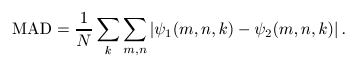 MAD = \frac{1}{N} \sum_{k} \sum_{m,n} |\psi_1(m, n, k) - \psi_2(m, n, k)| .